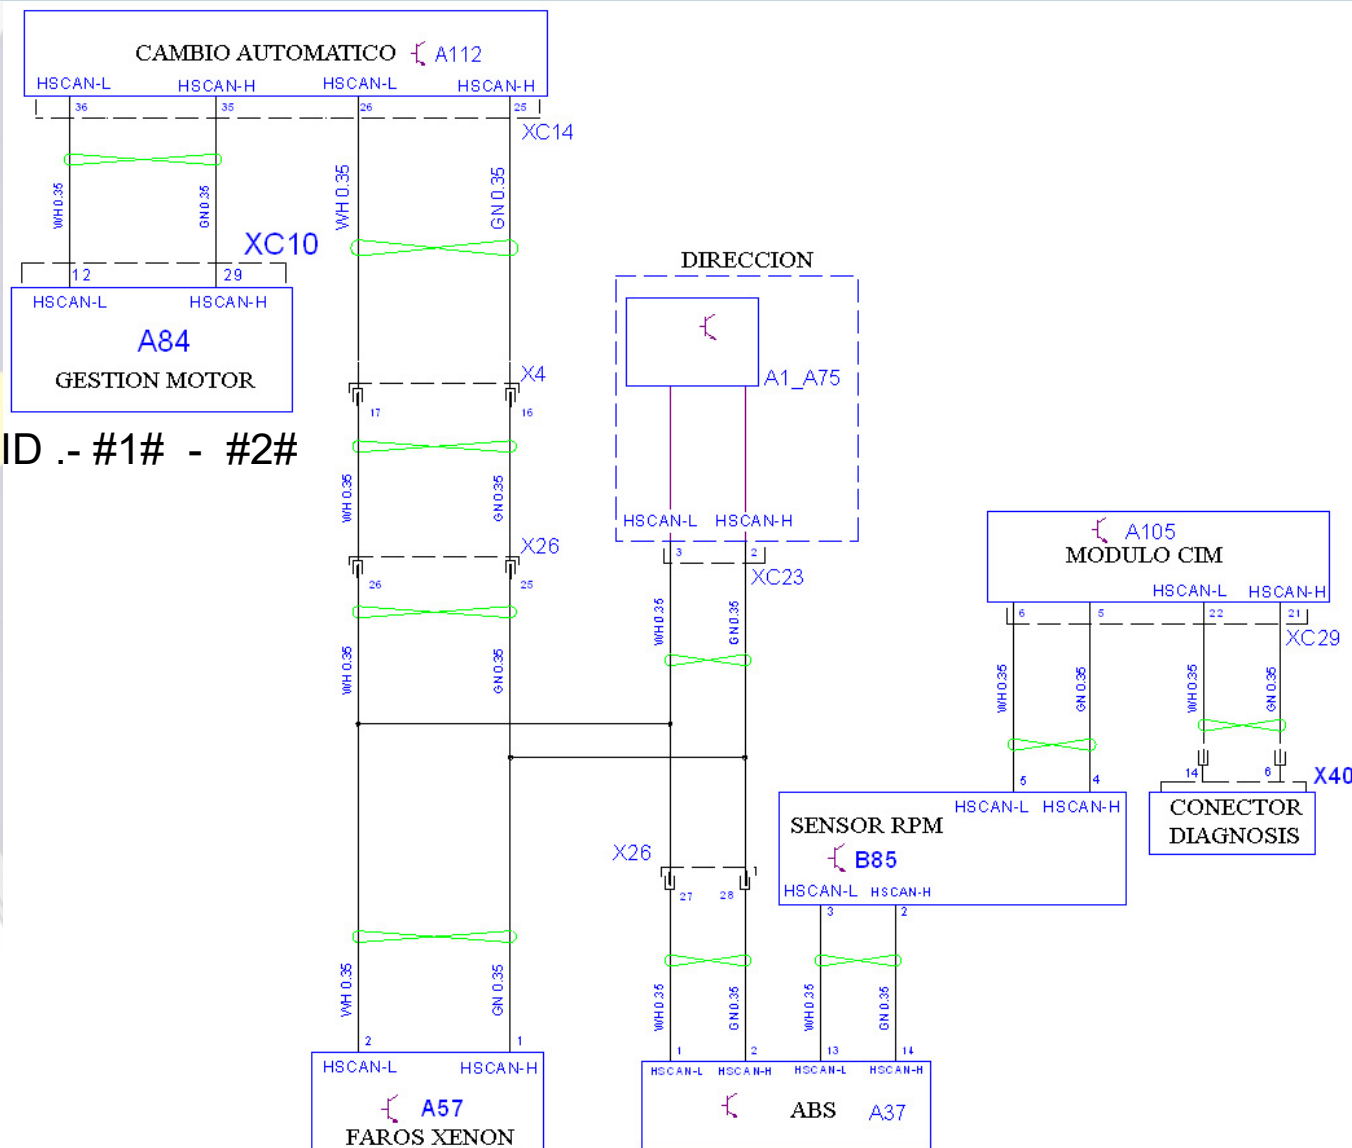 CAMBIO AUTOMATICO A112
HSCAN-L HSCAN-H HSCAN-L HSCAN-H
36 35 26 25
XC14
WH 0.35 GN 0.35 WH 0.35 GN 0.35
XC10
12 29
HSCAN-L HSCAN-H
A84
GESTION MOTOR
ID .- #1# - #2#
X4
17 16
WH 0.35 GN 0.35
X26
26 25
WH 0.35 GN 0.35
DIRECCION
A1_A75
HSCAN-L HSCAN-H
3 2
XC23
WH 0.35 GN 0.35
A105
MODULO CIM
HSCAN-L HSCAN-H
6 5 22 21
XC29
WH 0.35 GN 0.35 WH 0.35 GN 0.35
5 4
14 6 X40
CONECTOR
DIAGNOSIS
HSCAN-L HSCAN-H
SENSOR RPM
B85
HSCAN-L HSCAN-H
3 2
X26
27 28
WH 0.35 GN 0.35 WH 0.35 GN 0.35
WH 0.35 GN 0.35
2 1
HSCAN-L HSCAN-H
A57
FAROS XENON
1 2 13 14
HSCAN-L HSCAN-H HSCAN-L HSCAN-H
ABS A37